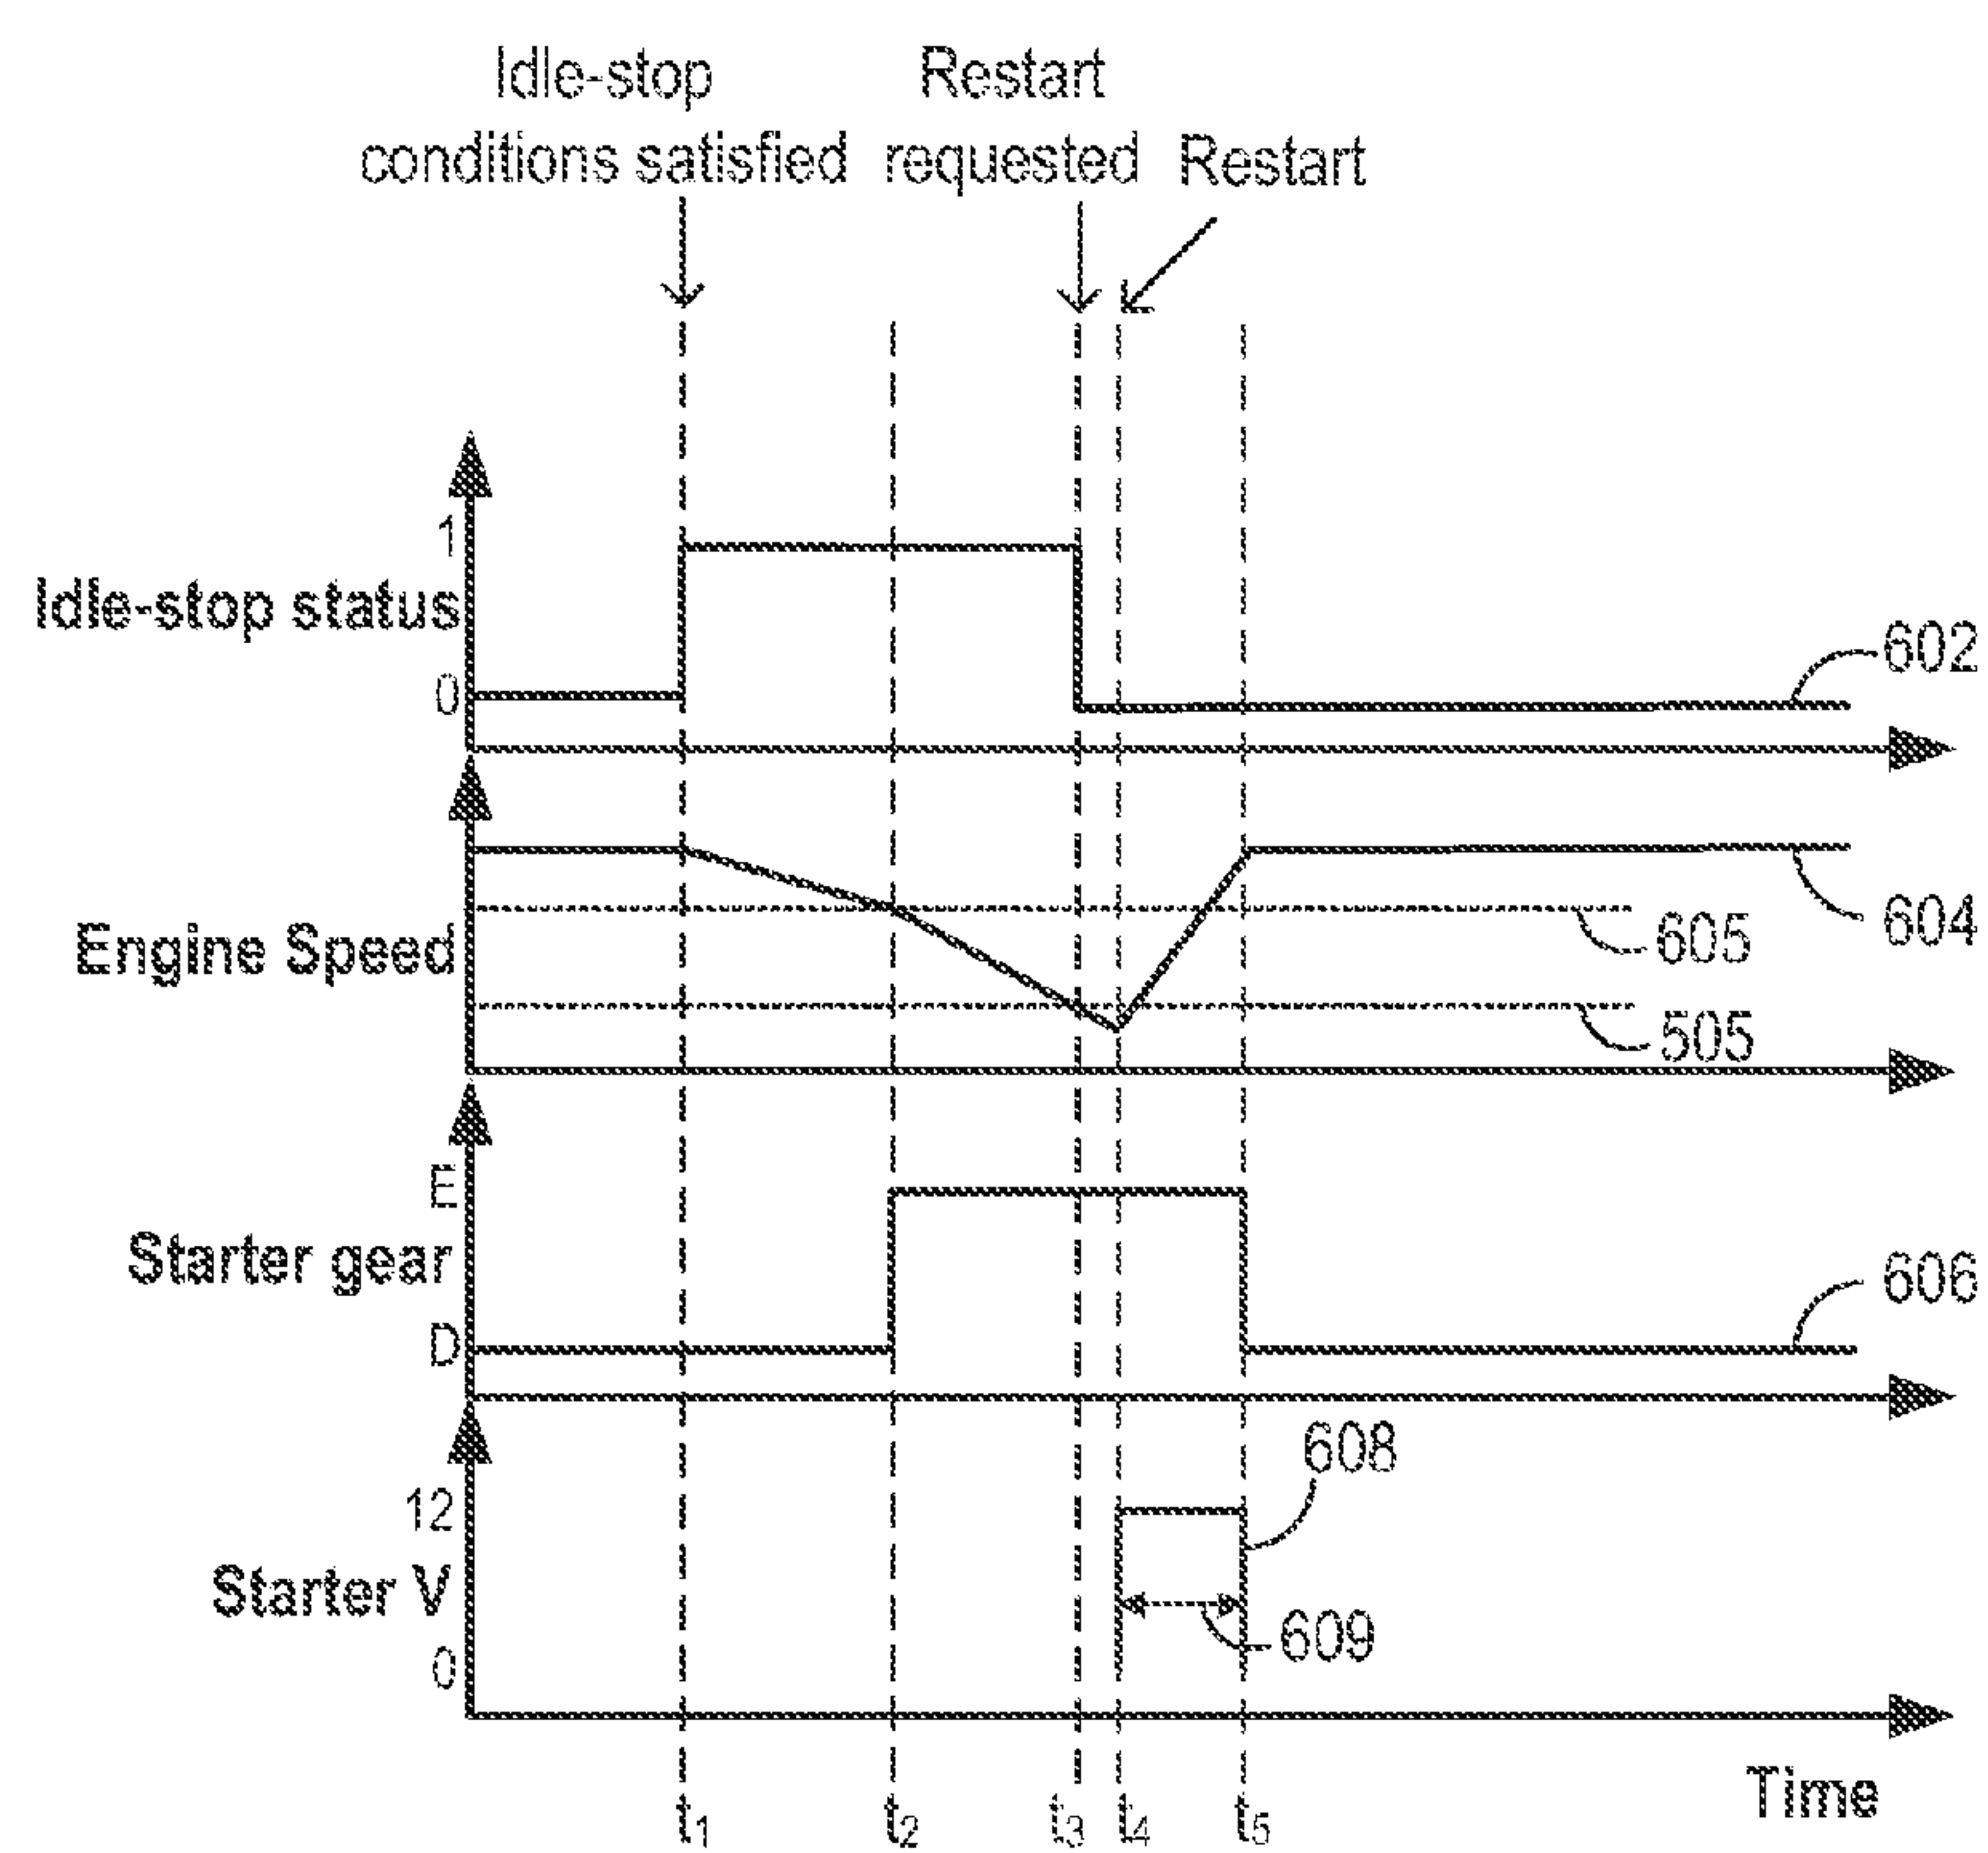 Idle-stop
conditions satisfied
Restart
requested
Restart
1
Idle-stop status
0
602
Engine Speed
604
605
505
E
Starter gear
D
606
12
Starter V
0
608
609
Time
t1
t2
t3
t4
t5